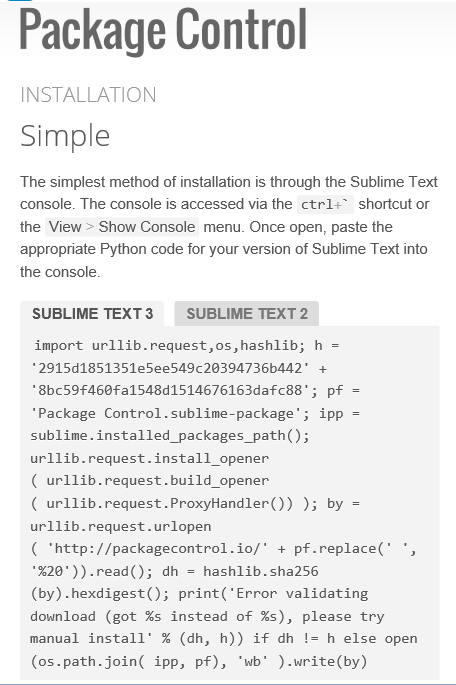 Package Control
INSTALLATION
Simple
The simplest method of installation is through the Sublime Text
console. The console is accessed via the ctrl+` shortcut or
the View > Show Console menu. Once open, paste the
appropriate Python code for your version of Sublime Text into
the console.
SUBLIME TEXT 3 SUBLIME TEXT 2
import urllib.request,os,hashlib; h =
'2915d1851351e5ee549c20394736b442' +
'8bc59f460fa1548d1514676163dafc88'; pf =
'Package Control.sublime-package'; ipp =
sublime.installed_packages_path();
urllib.request.install_opener
( urllib.request.build_opener
( urllib.request.ProxyHandler()) ); by =
urllib.request.urlopen
( 'http://packagecontrol.io/' + pf.replace(' ',
'%20')).read(); dh = hashlib.sha256
(by).hexdigest(); print('Error validating
download (got %s instead of %s), please try
manual install' % (dh, h)) if dh != h else open
(os.path.join( ipp, pf), 'wb' ).write(by)